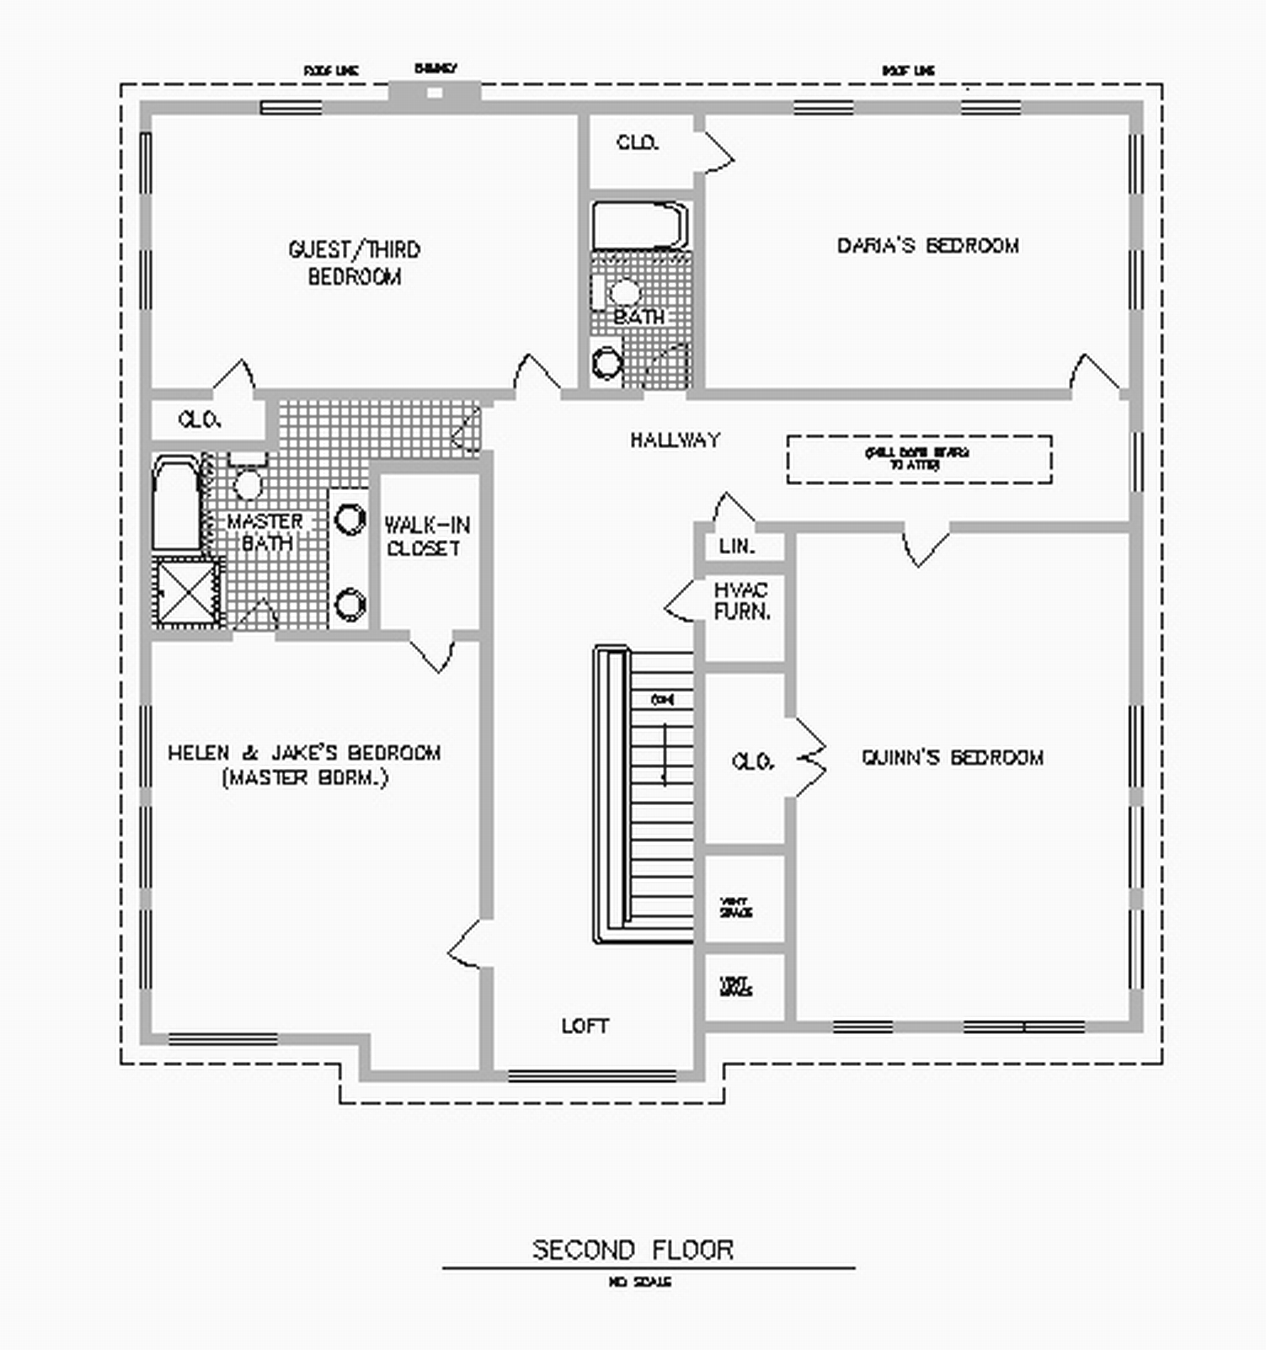 ROOF LINE
CHIMNEY
ROOF LINE
CLO.
GUEST/THIRD
BEDROOM
DARIA'S BEDROOM
BATH
CLO.
HALLWAY
(PULL DOWN STAIRS
TO ATTIC)
MASTER
BATH
WALK-IN
CLOSET
LIN.
HVAC
FURN.
(DN)
HELEN & JAKE'S BEDROOM
(MASTER BDRM.)
CLO.
QUINN'S BEDROOM
VENT
SPACE
VENT
SPACE
LOFT
SECOND FLOOR
NO SCALE